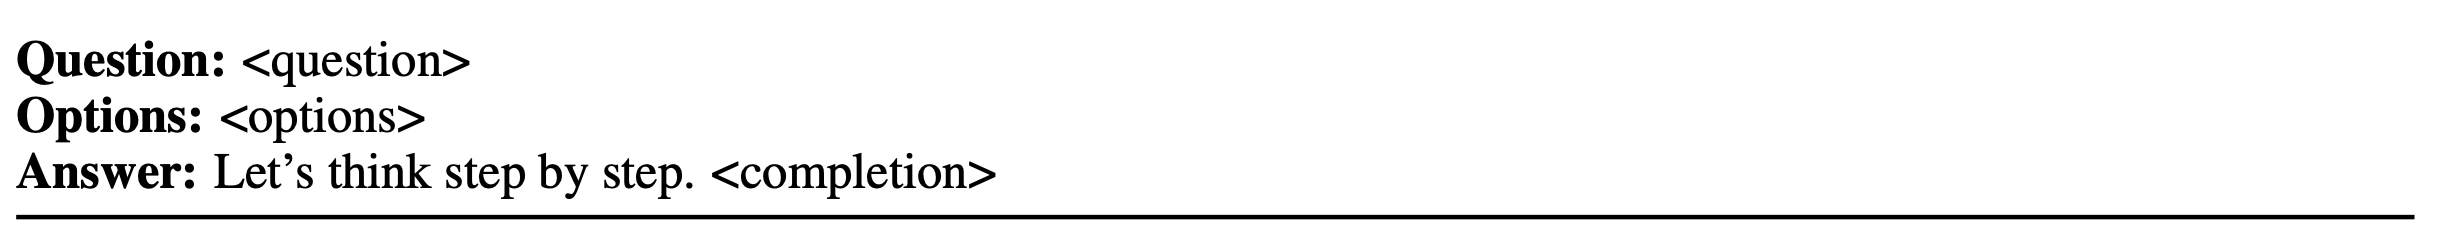 Question: <question>
Options: <options>
Answer: Let’s think step by step. <completion>